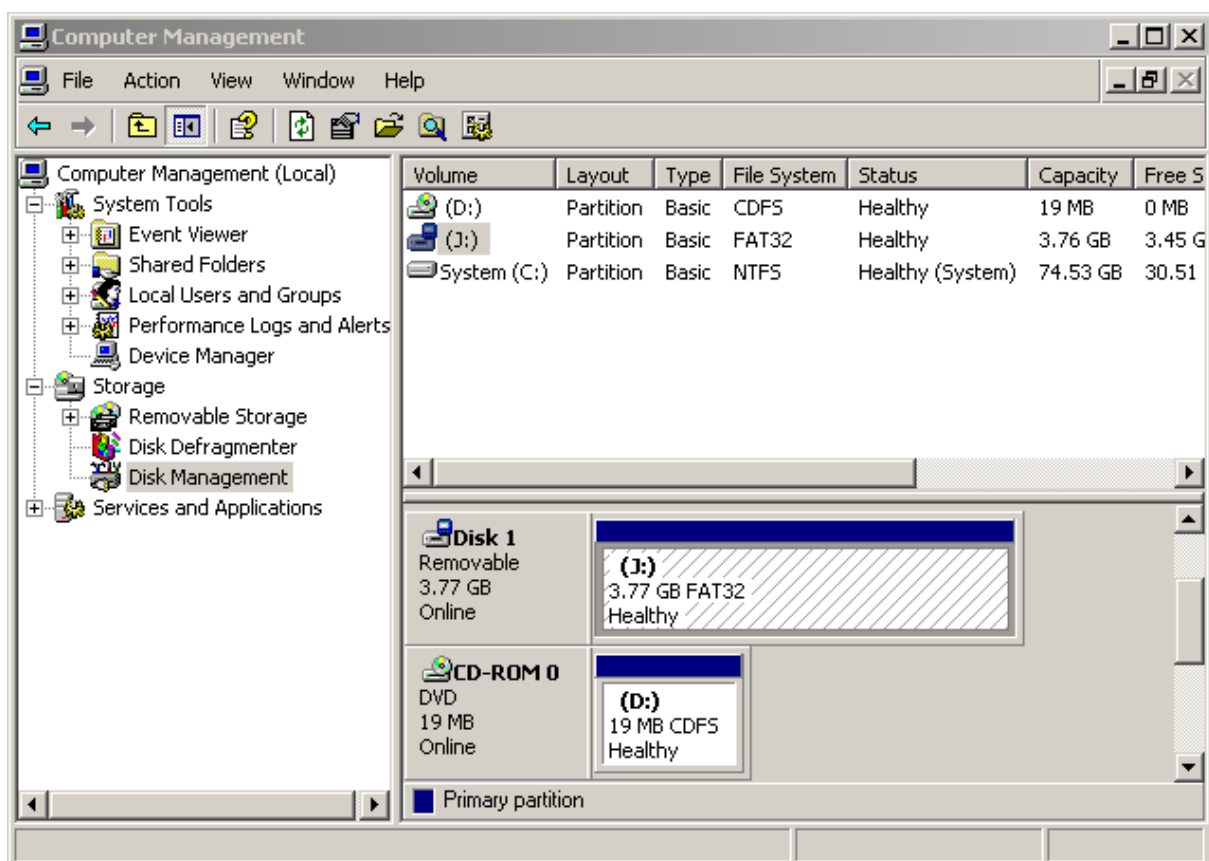 Computer Management
File Action View Window Help
Computer Management (Local)
System Tools
Event Viewer
Shared Folders
Local Users and Groups
Performance Logs and Alerts
Device Manager
Storage
Removable Storage
Disk Defragmenter
Disk Management
Services and Applications
Volume Layout Type File System Status Capacity Free S
(D:) Partition Basic CDFS Healthy 19 MB 0 MB
(J:) Partition Basic FAT32 Healthy 3.76 GB 3.45 G
System (C:) Partition Basic NTFS Healthy (System) 74.53 GB 30.51
Disk 1
Removable
3.77 GB
Online
(J:)
3.77 GB FAT32
Healthy
CD-ROM 0
DVD
19 MB
Online
(D:)
19 MB CDFS
Healthy
Primary partition